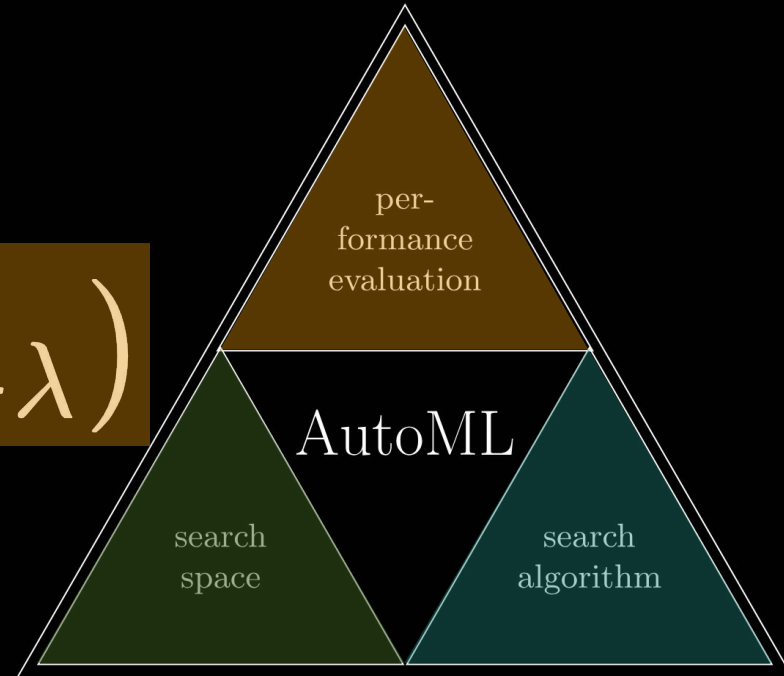 per-
formance
evaluation
λ)
AutoML
search
space
search
algorithm